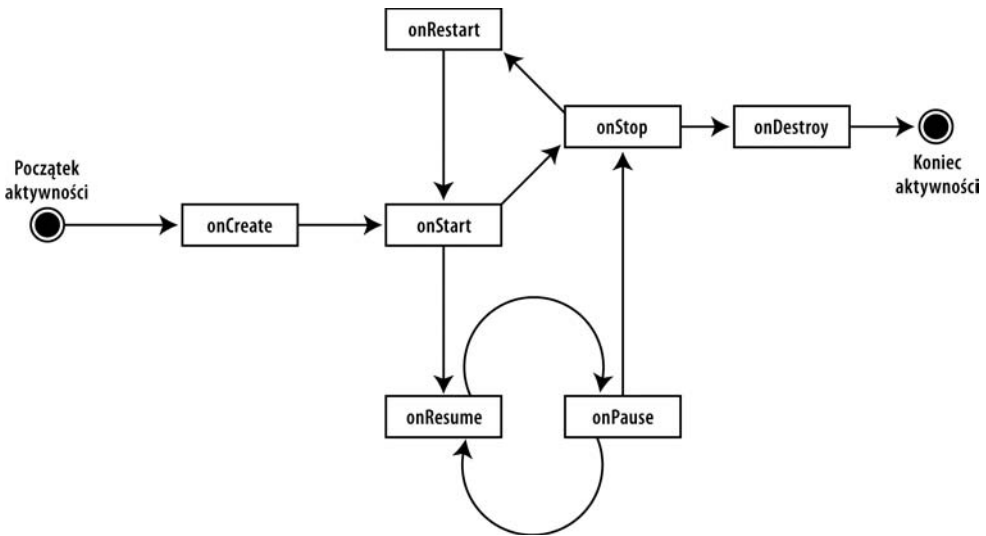 onRestart
onStop
onDestroy
Początek
aktywności
Koniec
aktywności
onCreate
onStart
onResume
onPause